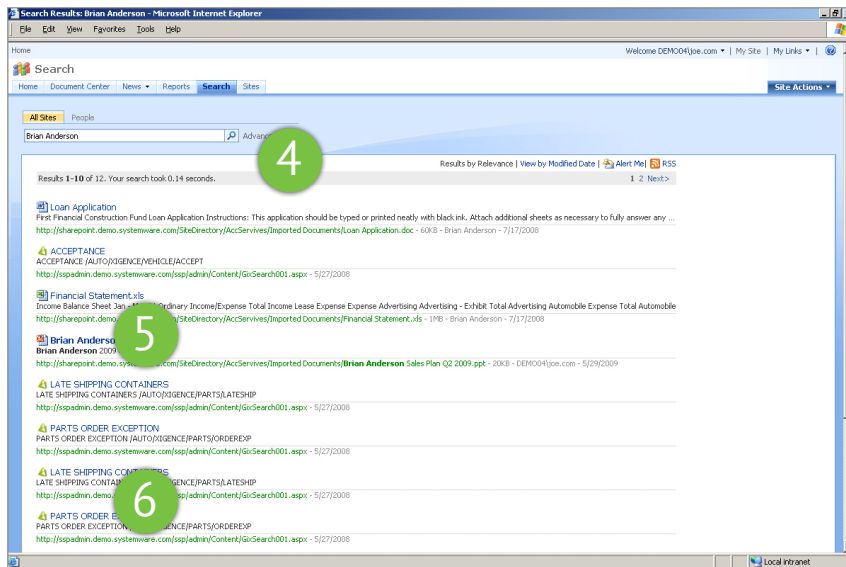 Search Results: Brian Anderson - Microsoft Internet Explorer
File Edit View Favorites Tools Help
Home Welcome DEMO04\joe.com My Site | My Links |
Search
Home Document Center News Reports Search Sites Site Actions
All Sites People
Brian Anderson
4
Results by Relevance | View by Modified Date | Alert Me | RSS
Results 1-10 of 12. Your search took 0.14 seconds. 1 2 Next>
Loan Application
First Financial Construction Fund Loan Application Instructions: This application should be typed or printed neatly with black ink. Attach additional sheets as necessary to fully answer any ...
http://sharepoint.demo.systemware.com/SiteDirectory/AccServives/Imported Documents/Loan Application.doc - 60KB - Brian Anderson - 7/17/2008
ACCEPTANCE
ACCEPTANCE /AUTO/XIGENCE/VEHICLE/ACCEPT
http://sspadmin.demo.systemware.com/ssp/admin/Content/GixSearch001.aspx - 5/27/2008
Financial Statement.xls
Income Balance Sheet Jan - Ordinary Income/Expense Total Income Lease Expense Expense Advertising Advertising - Exhibit Total Advertising Automobile Expense Total Automobile
http://sharepoint.demo. /SiteDirectory/AccServives/Imported Documents/Financial Statement.xls - 1MB - Brian Anderson - 7/17/2008
5
Brian
Brian Anderson
http://sharepoint.demo. .com/SiteDirectory/AccServives/Imported Documents/Brian Anderson Sales Plan Q2 2009.ppt - 20KB - DEMO04\joe.com - 5/29/2009
LATE SHIPPING CONTAINERS
LATE SHIPPING CONTAINERS /AUTO/XIGENCE/PARTS/LATESHIP
http://sspadmin.demo.systemware.com/ssp/admin/Content/GixSearch001.aspx - 5/27/2008
PARTS ORDER EXCEPTION
PARTS ORDER EXCEPTION /AUTO/XIGENCE/PARTS/ORDEREXP
http://sspadmin.demo.systemware.com/ssp/admin/Content/GixSearch001.aspx - 5/27/2008
LATE SHIPPING
LATE SHIPPING /PARTS/LATESHIP
http://sspadmin.demo. .com/ssp/admin/Content/GixSearch001.aspx - 5/27/2008
6
PARTS ORDER
PARTS ORDER /PARTS/ORDEREXP
http://sspadmin.demo.systemware.com/ssp/admin/Content/GixSearch001.aspx - 5/27/2008
Local intranet